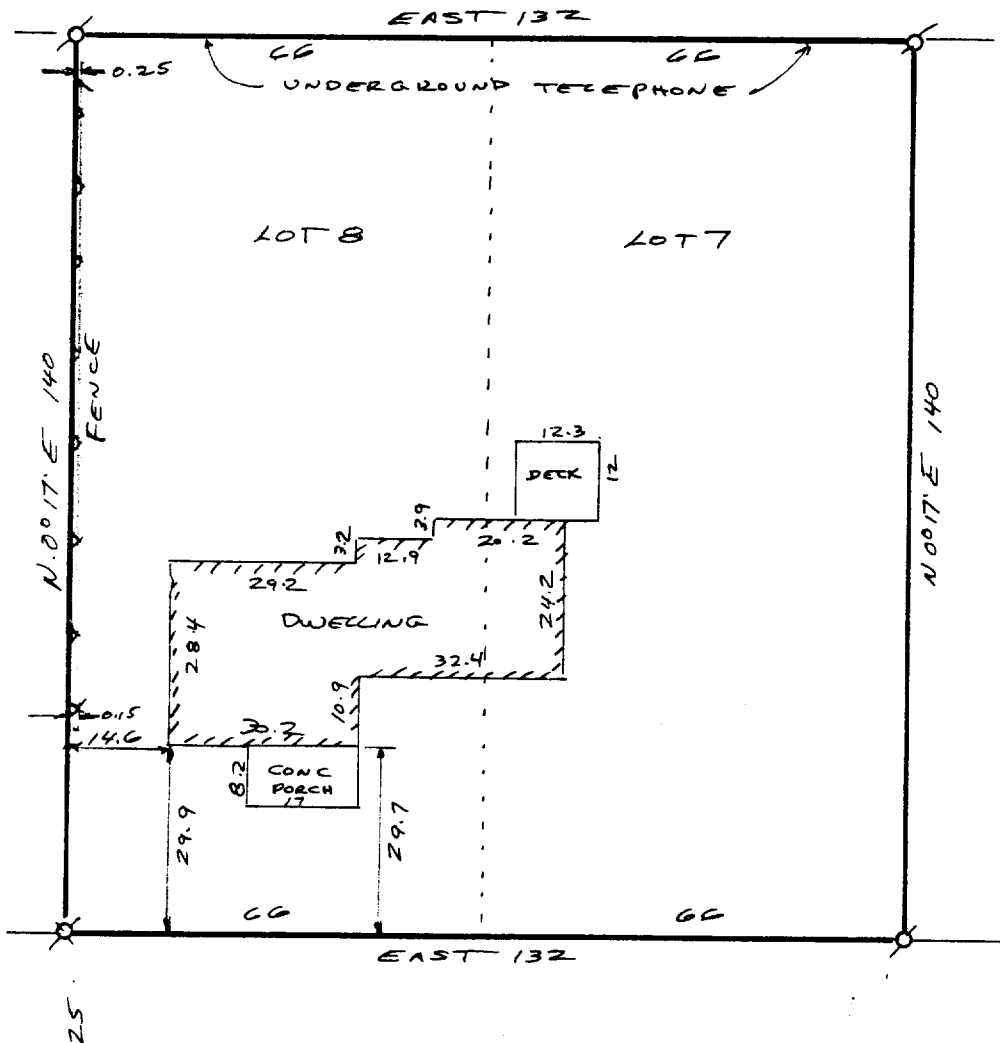 EAST 132
66 66
0.25
UNDERGROUND TELEPHONE
LOT 8 LOT 7
N.0°17'E 140
FENCE
N 0°17'E 140
12.3
DECK
12
3.9
20.2
3.2
12.9
29.2
24.2
DWELLING
28.4
32.4
10.9
0.15
30.2
14.6
8.2
CONC
PORCH
17
29.9
29.7
66 66
EAST 132
25